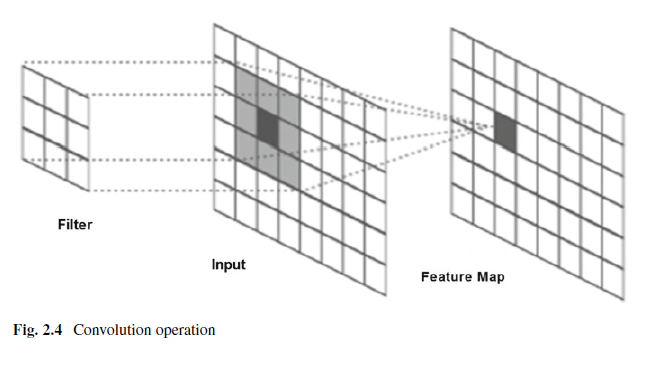 Filter
Input
Feature Map
Fig. 2.4 Convolution operation